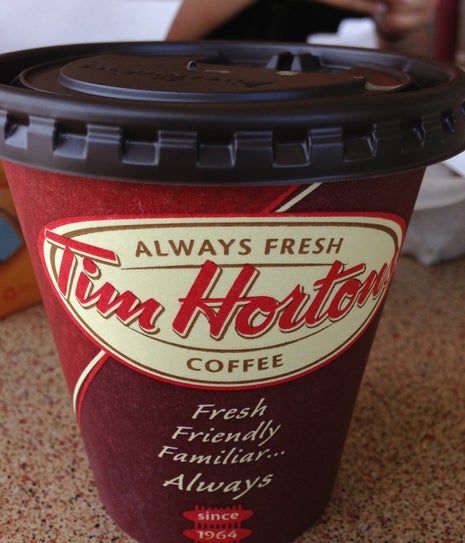 ALWAYS FRESH
Tim Hortons
COFFEE
Fresh
Friendly
Familiar...
Always
since
1964